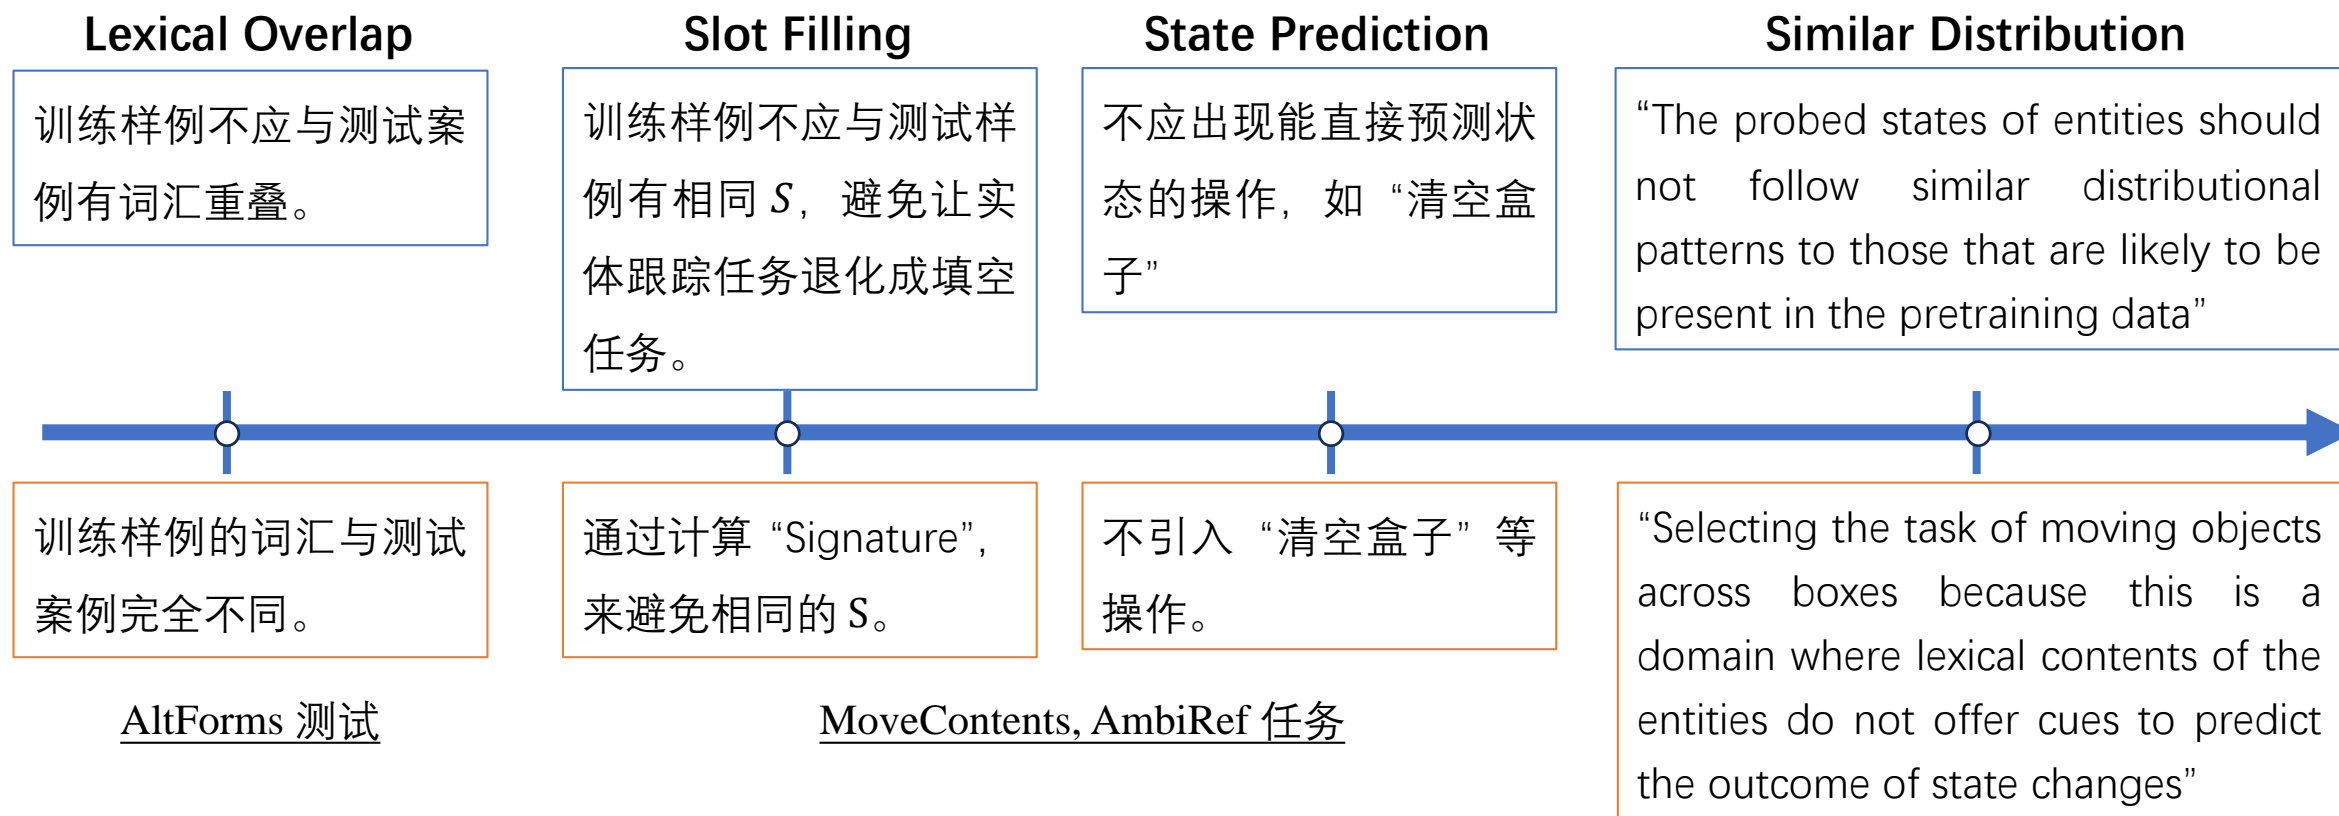 Lexical Overlap
训练样例不应与测试案
例有词汇重叠。
Slot Filling
训练样例不应与测试样
例有相同 S，避免让实
体跟踪任务退化成填空
任务。
State Prediction
不应出现能直接预测状
态的操作，如 “清空盒
子”
Similar Distribution
“The probed states of entities should
not follow similar distributional
patterns to those that are likely to be
present in the pretraining data”
训练样例的词汇与测试
案例完全不同。
通过计算 “Signature”，
来避免相同的 S。
不引入 “清空盒子” 等
操作。
“Selecting the task of moving objects
across boxes because this is a
domain where lexical contents of the
entities do not offer cues to predict
the outcome of state changes”
AltForms 测试
MoveContents, AmbiRef 任务